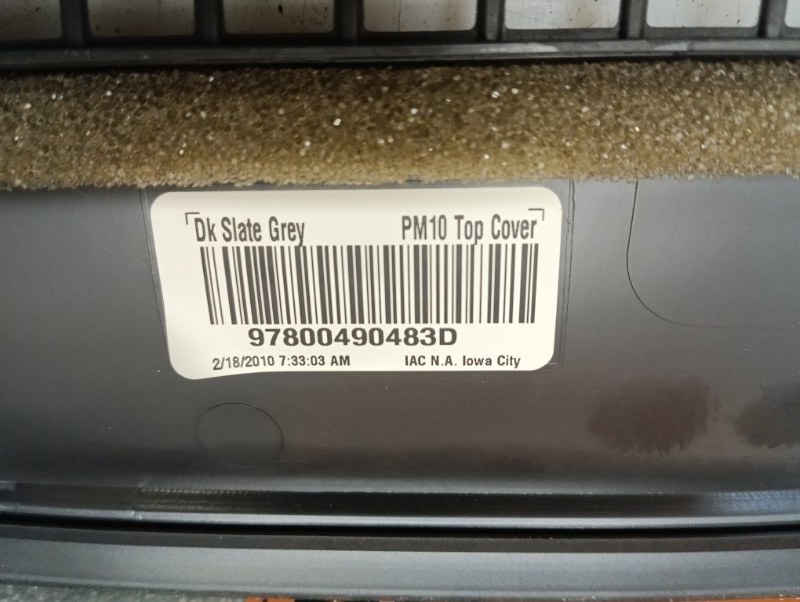 Dk Slate Grey PM10 Top Cover
97800490483D
2/18/2010 7:33:03 AM IAC N.A. Iowa City